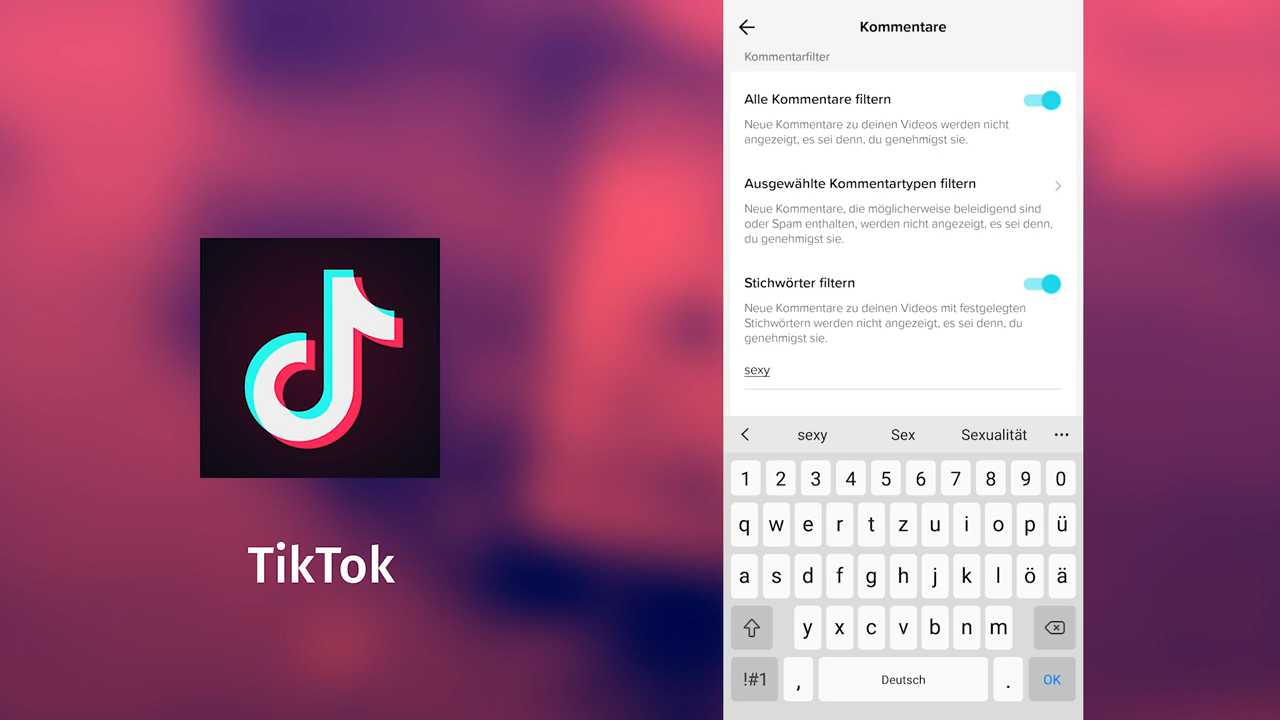 TikTok
Kommentare
Kommentarfilter
Alle Kommentare filtern
Neue Kommentare zu deinen Videos werden nicht
angezeigt, es sei denn, du genehmigst sie.
Ausgewählte Kommentartypen filtern
Neue Kommentare, die möglicherweise beleidigend sind
oder Spam enthalten, werden nicht angezeigt, es sei denn,
du genehmigst sie.
Stichwörter filtern
Neue Kommentare zu deinen Videos mit festgelegten
Stichwörtern werden nicht angezeigt, es sei denn, du
genehmigst sie.
sexy
sexy Sex Sexualität
1 2 3 4 5 6 7 8 9 0
q w e r t z u i o p ü
a s d f g h j k l ö ä
y x c v b n m
!#1 , Deutsch . OK